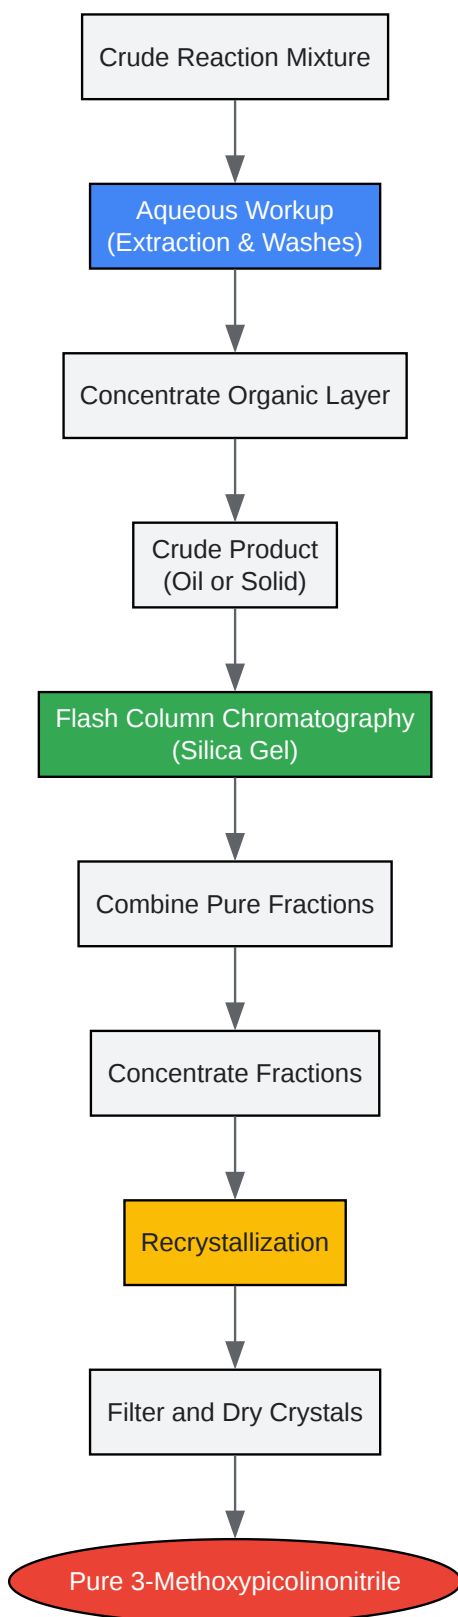 Crude Reaction Mixture
Aqueous Workup
(Extraction & Washes)
Concentrate Organic Layer
Crude Product
(Oil or Solid)
Flash Column Chromatography
(Silica Gel)
Combine Pure Fractions
Concentrate Fractions
Recrystallization
Filter and Dry Crystals
Pure 3-Methoxypicolinonitrile